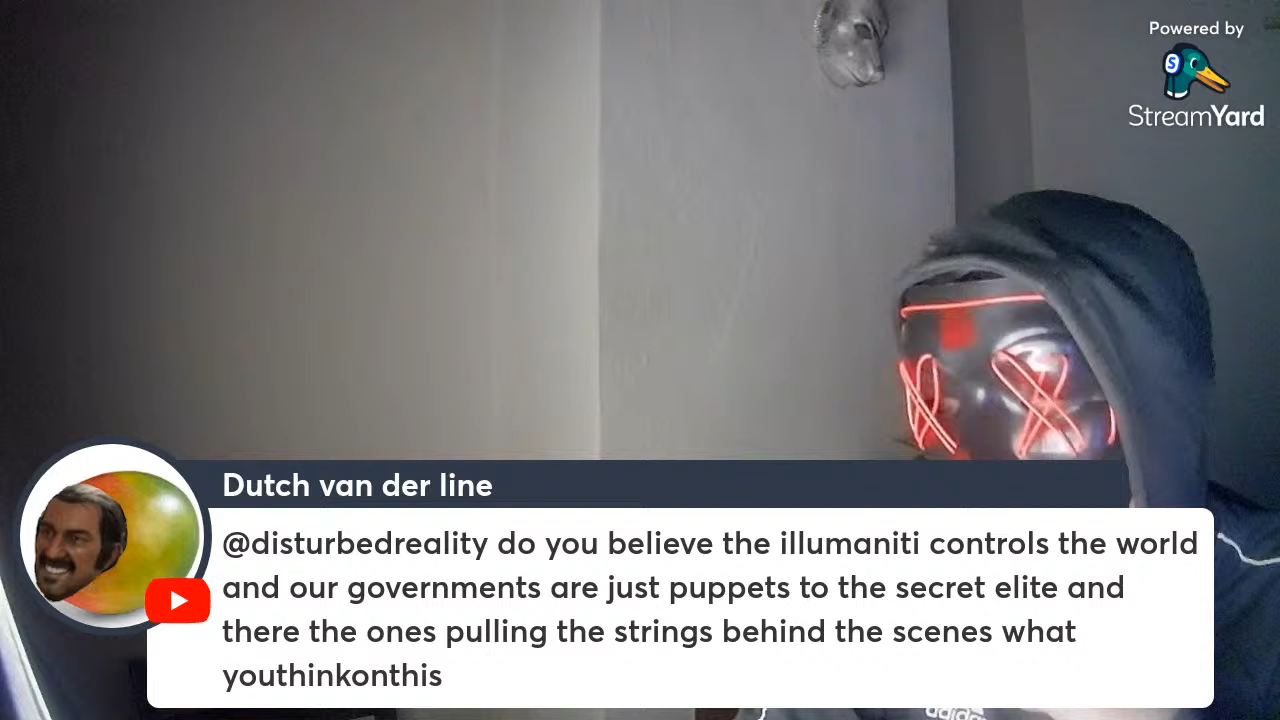 Powered by
StreamYard
Dutch van der line
@disturbedreality do you believe the illumaniti controls the world
and our governments are just puppets to the secret elite and
there the ones pulling the strings behind the scenes what
youthinkonthis
adidas